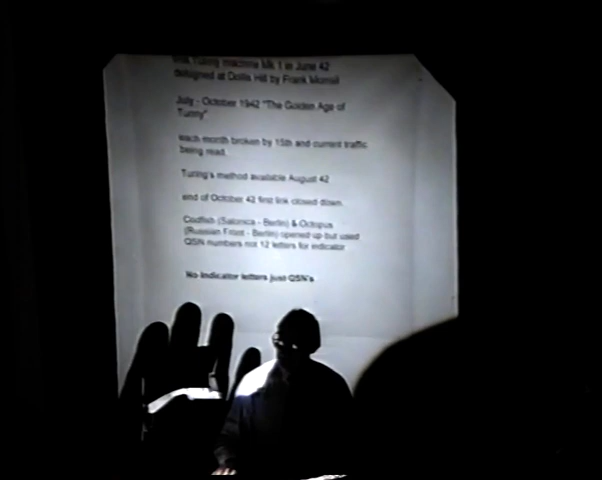 Tunny machine Mk 1 in June 42
designed at Dollis Hill by Frank Morrell
July - October 1942 "The Golden Age of
Tunny"
each month broken by 15th and current traffic
being read.
Turing's method available August 42
end of October 42 first link closed down.
Codfish (Salonica - Berlin) & Octopus
(Russian Front - Berlin) opened up but used
QSN numbers not 12 letters for indicator
No indicator letters just QSN's